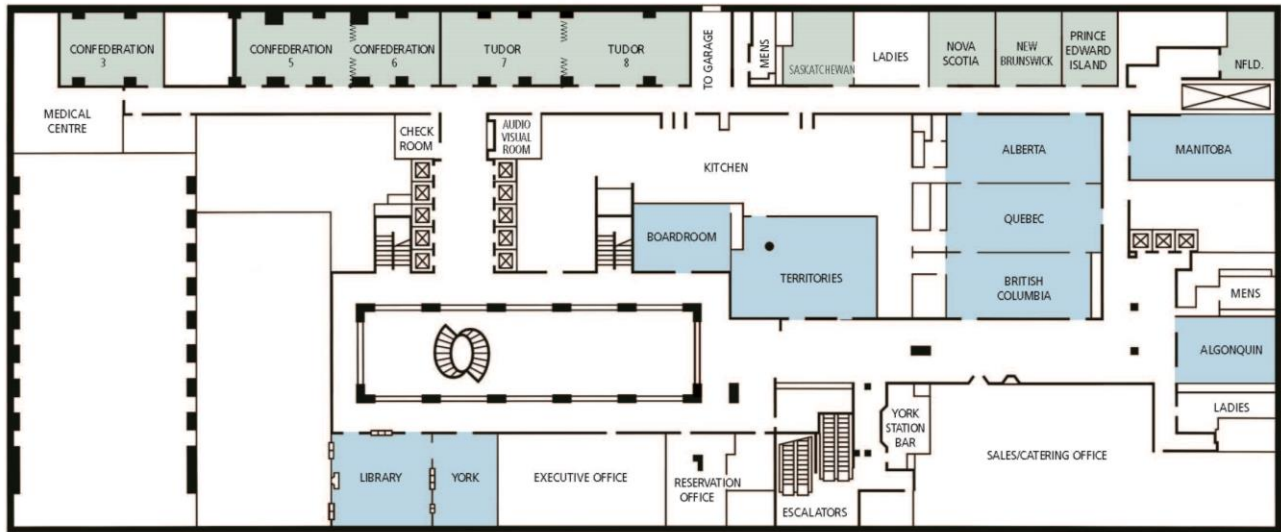 CONFEDERATION
3
CONFEDERATION
5
CONFEDERATION
6
TUDOR
7
TUDOR
8
TO GARAGE
MENS
SASKATCHEWAN
LADIES
NOVA
SCOTIA
NEW
BRUNSWICK
PRINCE
EDWARD
ISLAND
NFLD.
MEDICAL
CENTRE
CHECK
ROOM
AUDIO
VISUAL
ROOM
KITCHEN
ALBERTA
MANITOBA
BOARDROOM
QUEBEC
TERRITORIES
BRITISH
COLUMBIA
MENS
ALGONQUIN
LADIES
YORK
STATION
BAR
SALES/CATERING OFFICE
LIBRARY
YORK
EXECUTIVE OFFICE
RESERVATION
OFFICE
ESCALATORS